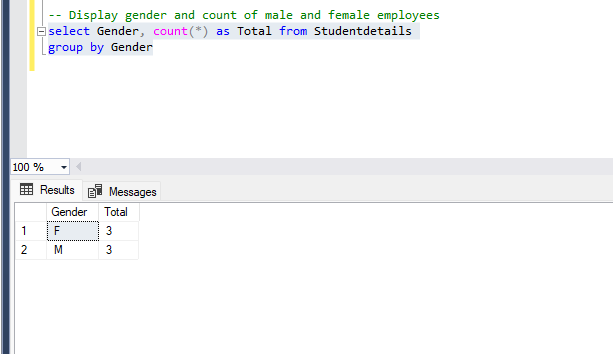 -- Display gender and count of male and female employees
select Gender, count(*) as Total from Studentdetails
group by Gender
100 %
Results Messages
Gender Total
1 F 3
2 M 3